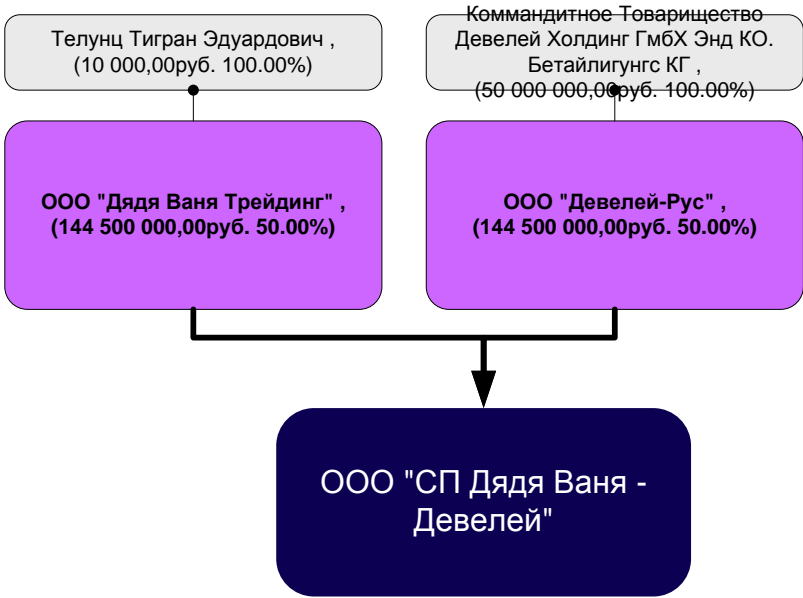 Телунц Тигран Эдуардович ,
(10 000,00руб. 100.00%)
Коммандитное Товарищество
Девелей Холдинг ГмбХ Энд КО.
Бетайлигунгс КГ ,
(50 000 000,00руб. 100.00%)
ООО "Дядя Ваня Трейдинг" ,
(144 500 000,00руб. 50.00%)
ООО "Девелей-Рус" ,
(144 500 000,00руб. 50.00%)
ООО "СП Дядя Ваня -
Девелей"